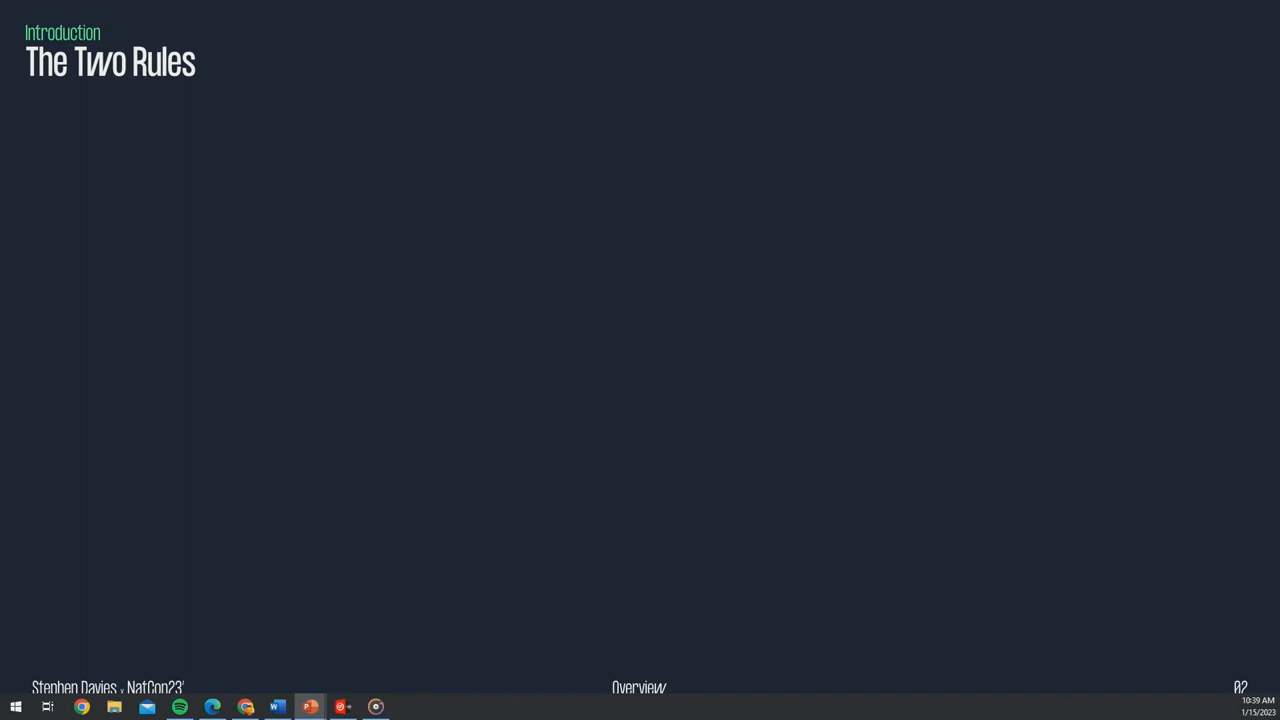 Introduction
The Two Rules
Stephen Davies x NatCon23'
Overview
02
10:39 AM
1/15/2023